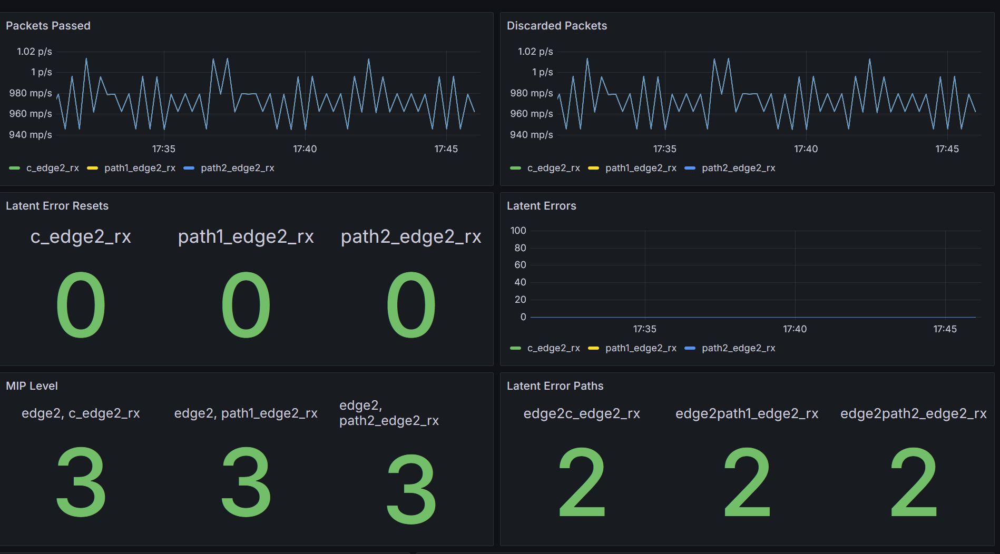 Packets Passed
1.02 p/s
1 p/s
980 mp/s
960 mp/s
940 mp/s
17:35 17:40 17:45
c_edge2_rx path1_edge2_rx path2_edge2_rx
Discarded Packets
1.02 p/s
1 p/s
980 mp/s
960 mp/s
940 mp/s
17:35 17:40 17:45
c_edge2_rx path1_edge2_rx path2_edge2_rx
Latent Error Resets
c_edge2_rx path1_edge2_rx path2_edge2_rx
0 0 0
Latent Errors
100
80
60
40
20
0
17:35 17:40 17:45
c_edge2_rx path1_edge2_rx path2_edge2_rx
MIP Level
edge2, c_edge2_rx edge2, path1_edge2_rx edge2,
path2_edge2_rx
3 3 3
Latent Error Paths
edge2c_edge2_rx edge2path1_edge2_rx edge2path2_edge2_rx
2 2 2